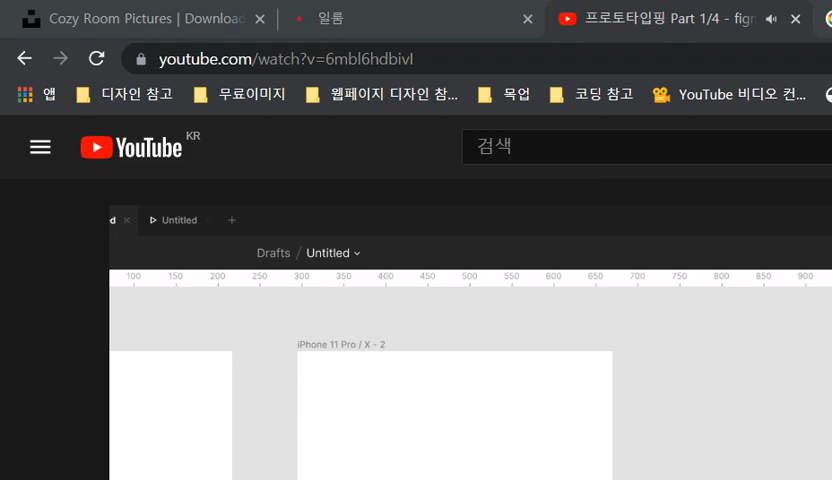 Cozy Room Pictures | Download
일룸
프로토타이핑 Part 1/4 - figm
youtube.com/watch?v=6mbl6hdbivI
앱
디자인 참고
무료이미지
웹페이지 디자인 참...
목업
코딩 참고
YouTube 비디오 컨...
YouTube KR
검색
ed
Untitled
Drafts / Untitled
100 150 200 250 300 350 400 450 500 550 600 650 700 750 800 850 900
iPhone 11 Pro / X - 2